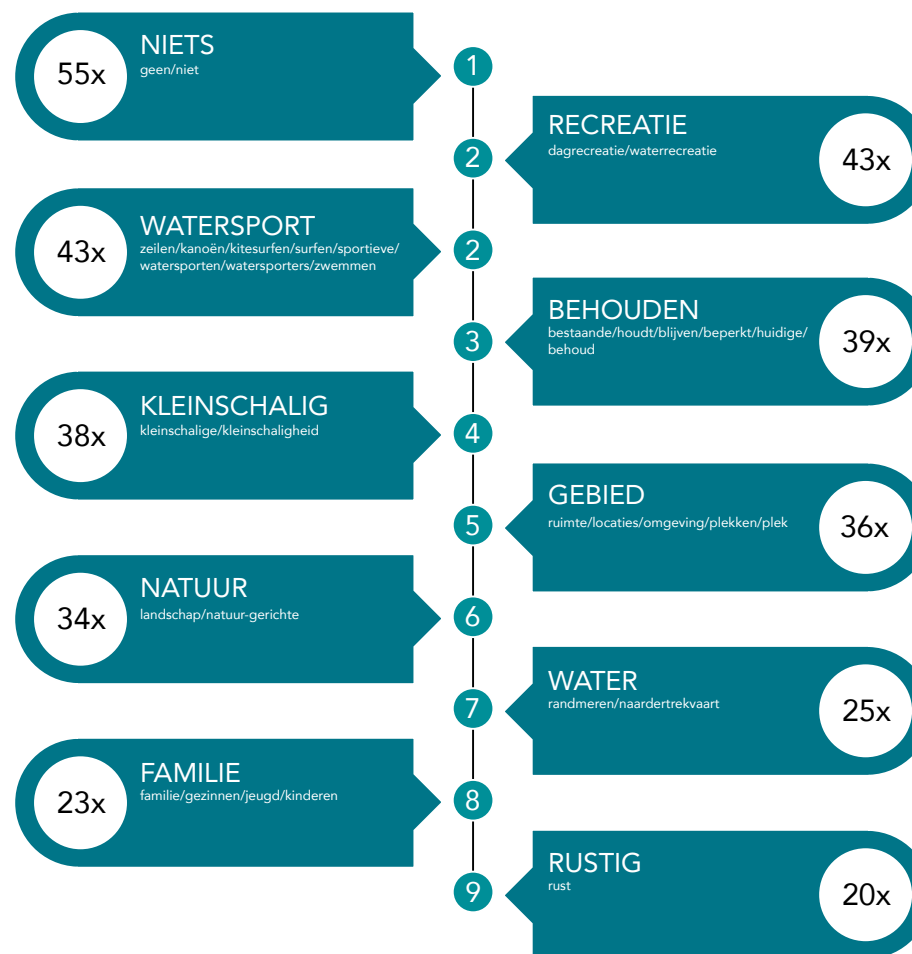 NIETS
geen/niet
55x
1
RECREATIE
dagrecreatie/waterrecreatie
43x
2
WATERSPORT
zeilen/kanoën/kitesurfen/surfen/sportieve/
watersporten/watersporters/zwemmen
43x
2
BEHOUDEN
bestaande/houdt/blijven/beperkt/huidige/
behoud
39x
3
KLEINSCHALIG
kleinschalige/kleinschaligheid
38x
4
GEBIED
ruimte/locaties/omgeving/plekken/plek
36x
5
NATUUR
landschap/natuur-gerichte
34x
6
WATER
randmeren/naardertrekvaart
25x
7
FAMILIE
familie/gezinnen/jeugd/kinderen
23x
8
RUSTIG
rust
20x
9